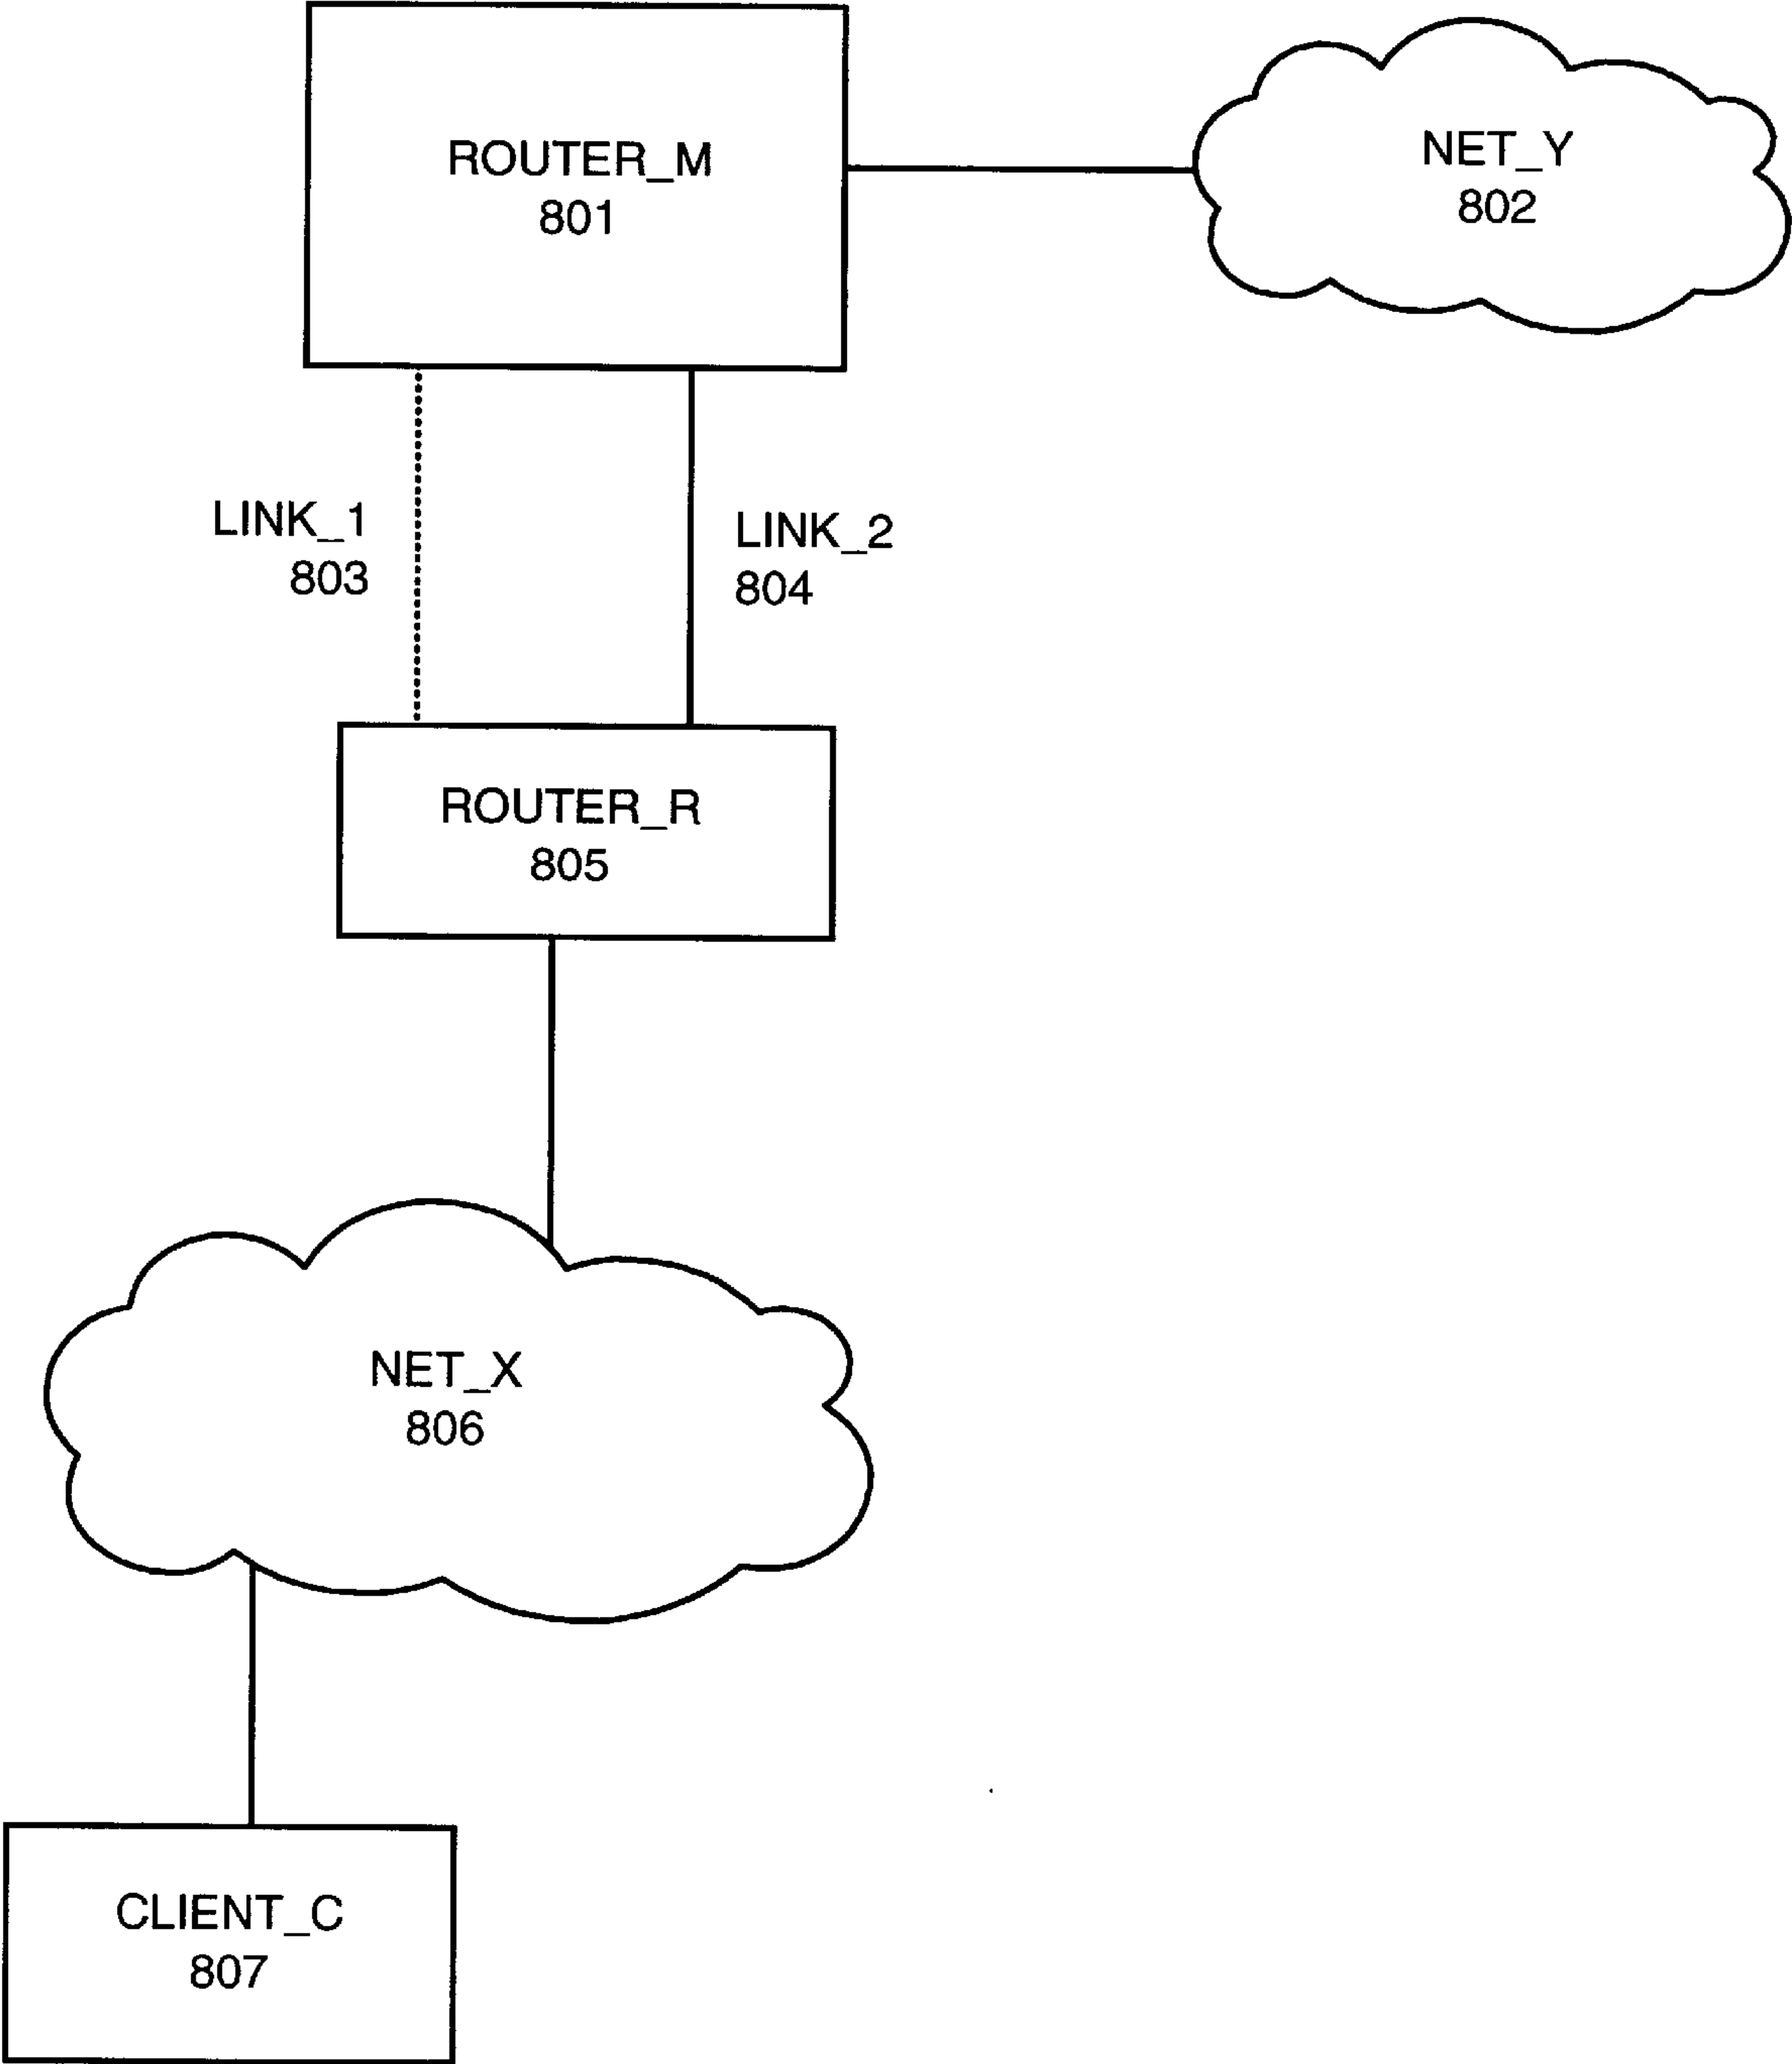 ROUTER_M
801
NET_Y
802
LINK_1
803
LINK_2
804
ROUTER_R
805
NET_X
806
CLIENT_C
807